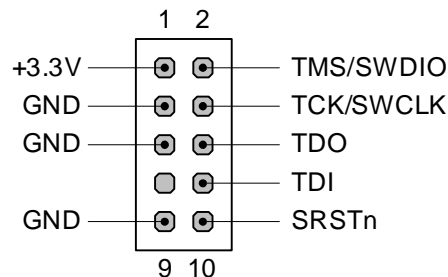 1 2
+3.3V TMS/SWDIO
GND TCK/SWCLK
GND TDO
TDI
GND SRSTn
9 10